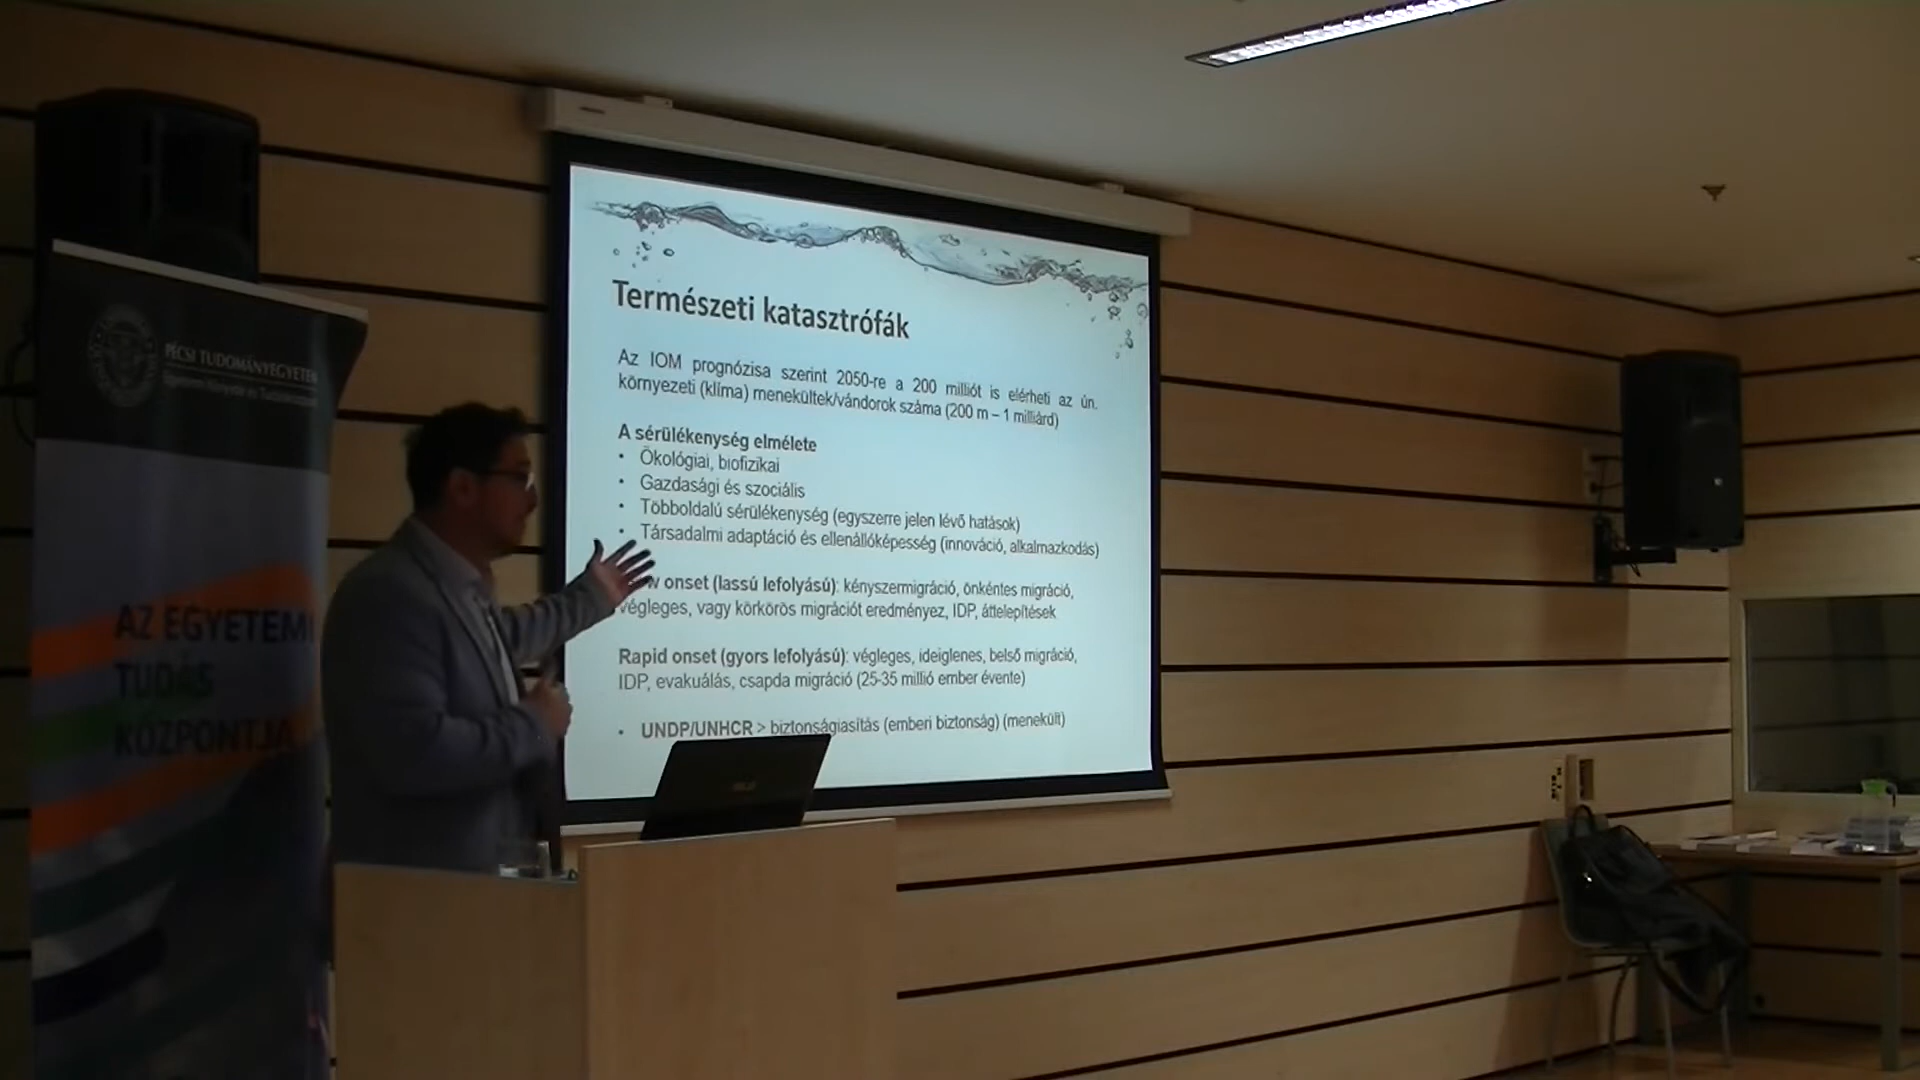 PÉCSI TUDOMÁNYEGYETEM
AZ EGYETEMI
TUDÁS
KÖZPONTJA
Természeti katasztrófák
Az IOM prognózisa szerint 2050-re a 200 milliót is elérheti az ún.
környezeti (klíma) menekültek/vándorok száma (200 m – 1 milliárd)
A sérülékenység elmélete
• Ökológiai, biofizikai
• Gazdasági és szociális
• Többoldalú sérülékenység (egyszerre jelen lévő hatások)
• Társadalmi adaptáció és ellenállóképesség (innováció, alkalmazkodás)
onset (lassú lefolyású): kényszermigráció, önkéntes migráció,
végleges, vagy körkörös migrációt eredményez, IDP, áttelepítések
Rapid onset (gyors lefolyású): végleges, ideiglenes, belső migráció,
IDP, evakuálás, csapda migráció (25-35 millió ember évente)
• UNDP/UNHCR > biztonságiasítás (emberi biztonság) (menekült)